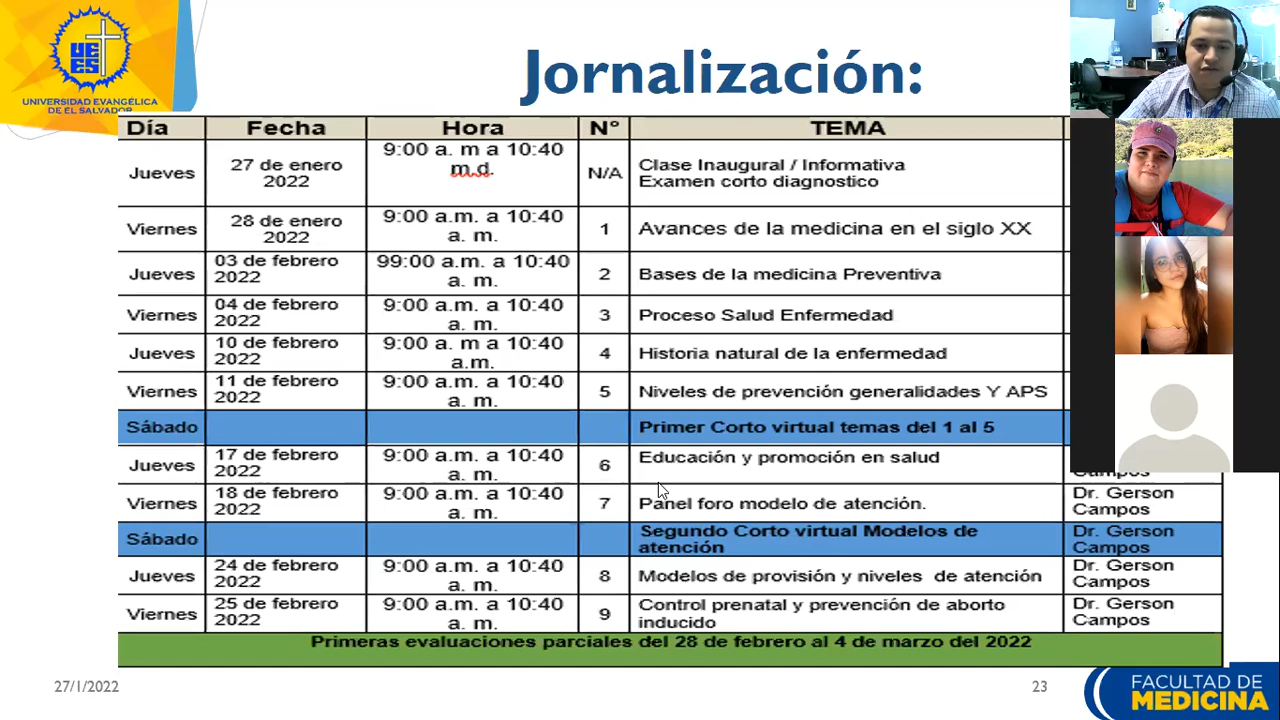 UE
ES
UNIVERSIDAD EVANGÉLICA
DE EL SALVADOR
Jornalización:
Día Fecha Hora N° TEMA
Jueves 27 de enero 2022 9:00 a. m a 10:40 m.d. N/A Clase Inaugural / Informativa
Examen corto diagnostico
Viernes 28 de enero 2022 9:00 a.m. a 10:40 a. m. 1 Avances de la medicina en el siglo XX
Jueves 03 de febrero 2022 99:00 a.m. a 10:40 a. m. 2 Bases de la medicina Preventiva
Viernes 04 de febrero 2022 9:00 a.m. a 10:40 a. m. 3 Proceso Salud Enfermedad
Jueves 10 de febrero 2022 9:00 a. m a 10:40 a.m. 4 Historia natural de la enfermedad
Viernes 11 de febrero 2022 9:00 a.m. a 10:40 a. m. 5 Niveles de prevención generalidades Y APS
Sábado Primer Corto virtual temas del 1 al 5
Jueves 17 de febrero 2022 9:00 a.m. a 10:40 a. m. 6 Educación y promoción en salud Campos
Viernes 18 de febrero 2022 9:00 a.m. a 10:40 a. m. 7 Panel foro modelo de atención. Dr. Gerson Campos
Sábado Segundo Corto virtual Modelos de atención Dr. Gerson Campos
Jueves 24 de febrero 2022 9:00 a.m. a 10:40 a. m. 8 Modelos de provisión y niveles de atención Dr. Gerson Campos
Viernes 25 de febrero 2022 9:00 a.m. a 10:40 a. m. 9 Control prenatal y prevención de aborto inducido Dr. Gerson Campos
Primeras evaluaciones parciales del 28 de febrero al 4 de marzo del 2022
27/1/2022
23
FACULTAD DE
MEDICINA